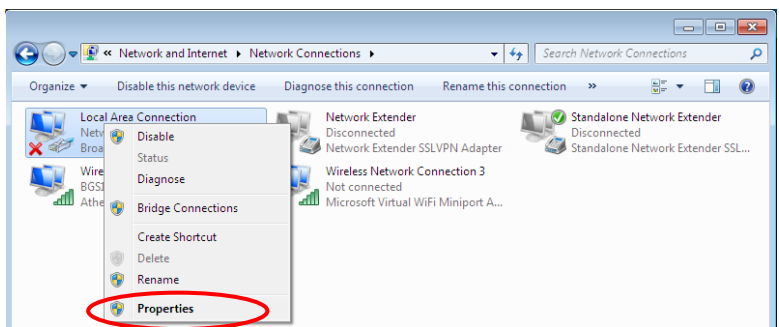 « Network and Internet ▸ Network Connections ▸ Search Network Connections
Organize ▾ Disable this network device Diagnose this connection Rename this connection »
Local Area Connection
Netw
Broa
Network Extender
Disconnected
Network Extender SSLVPN Adapter
Standalone Network Extender
Disconnected
Standalone Network Extender SSL...
Wire
BGSI
Athe
Wireless Network Connection 3
Not connected
Microsoft Virtual WiFi Miniport A...
Disable
Status
Diagnose
Bridge Connections
Create Shortcut
Delete
Rename
Properties